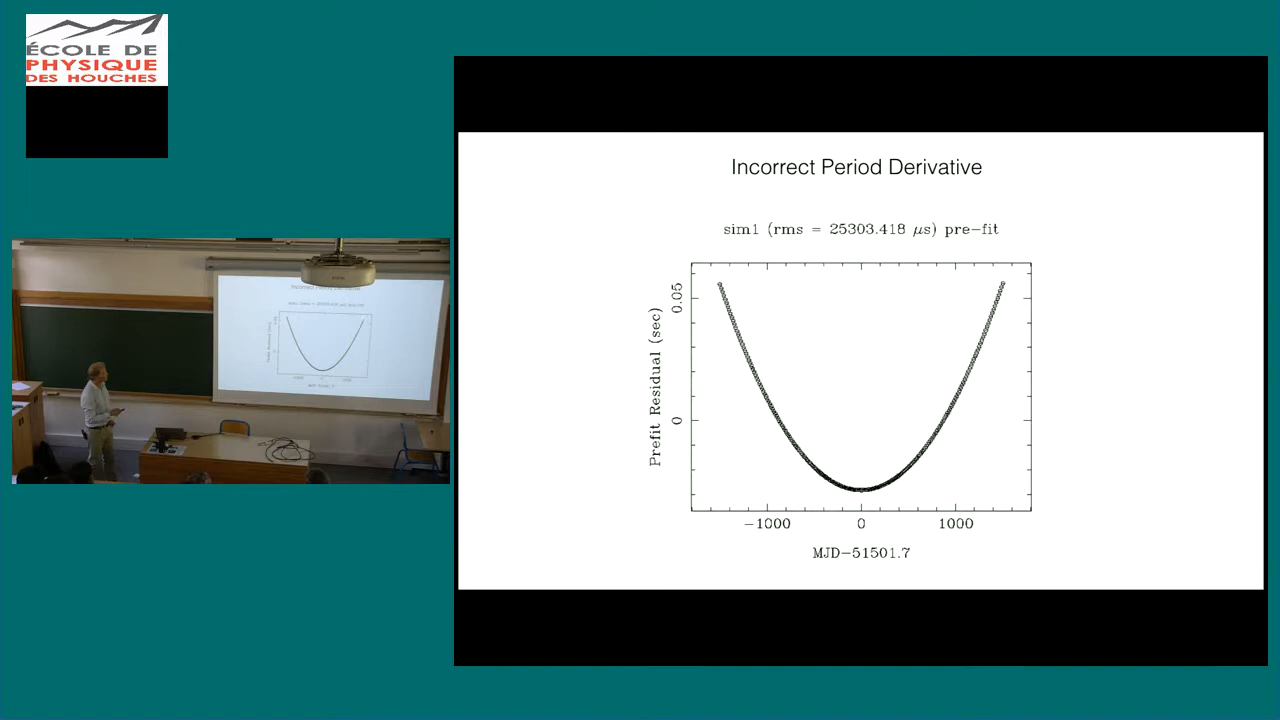 ÉCOLE DE
PHYSIQUE
DES HOUCHES
Incorrect Period Derivative
sim1 (rms = 25303.418 μs) pre-fit
Prefit Residual (sec)
0.05
0
-1000 0 1000
MJD-51501.7